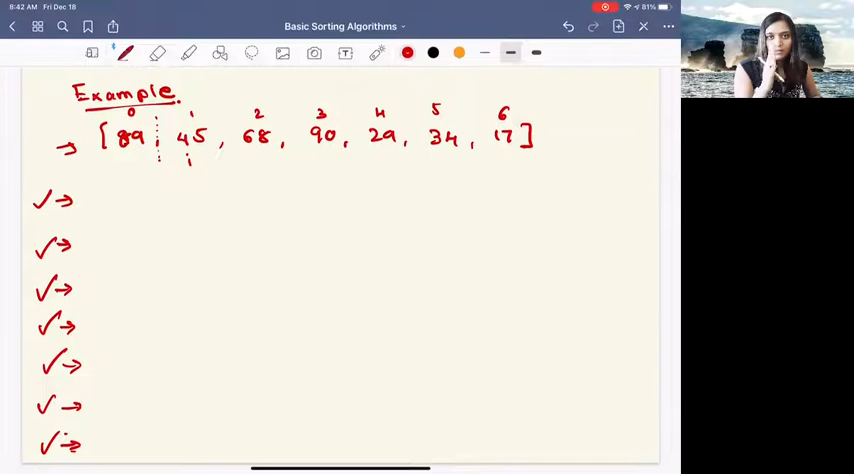 8:42 AM Fri Dec 18
81%
Basic Sorting Algorithms
Example.
0 1 2 3 4 5 6
→ [89, 45, 68, 90, 29, 34, 17]
i
✓→
✓→
✓→
✓→
✓→
✓→
✓→